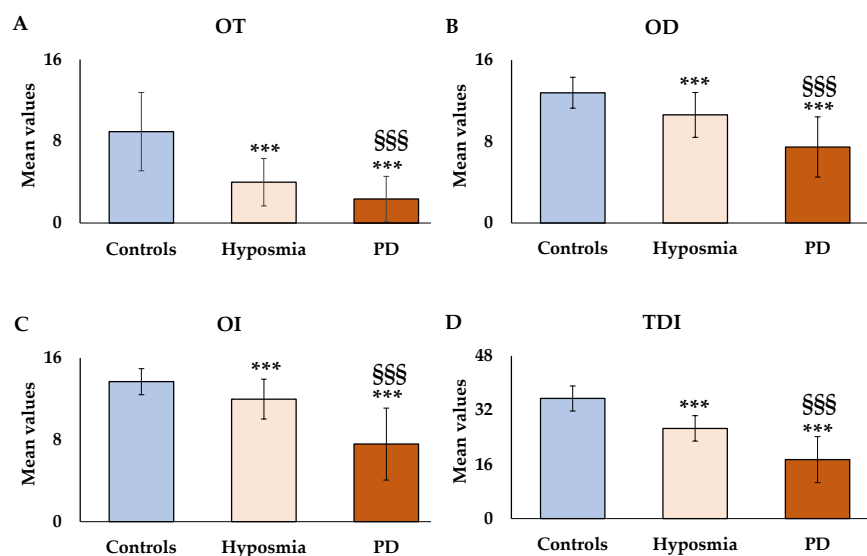 A
OT
16
8
0
Mean values
***
§§§
§§§
***
Controls Hyposmia PD
B
OD
16
8
0
Mean values
***
§§§
§§§
***
Controls Hyposmia PD
C
OI
16
8
0
Mean values
***
§§§
§§§
***
Controls Hyposmia PD
D
TDI
48
32
16
0
Mean values
***
§§§
§§§
***
Controls Hyposmia PD